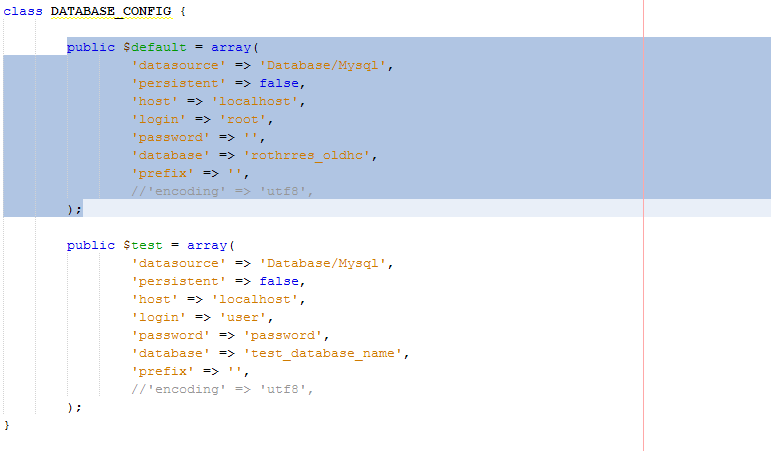 class DATABASE_CONFIG {
public $default = array(
'datasource' => 'Database/Mysql',
'persistent' => false,
'host' => 'localhost',
'login' => 'root',
'password' => '',
'database' => 'rothrres_oldhc',
'prefix' => '',
//'encoding' => 'utf8',
);
public $test = array(
'datasource' => 'Database/Mysql',
'persistent' => false,
'host' => 'localhost',
'login' => 'user',
'password' => 'password',
'database' => 'test_database_name',
'prefix' => '',
//'encoding' => 'utf8',
);
}